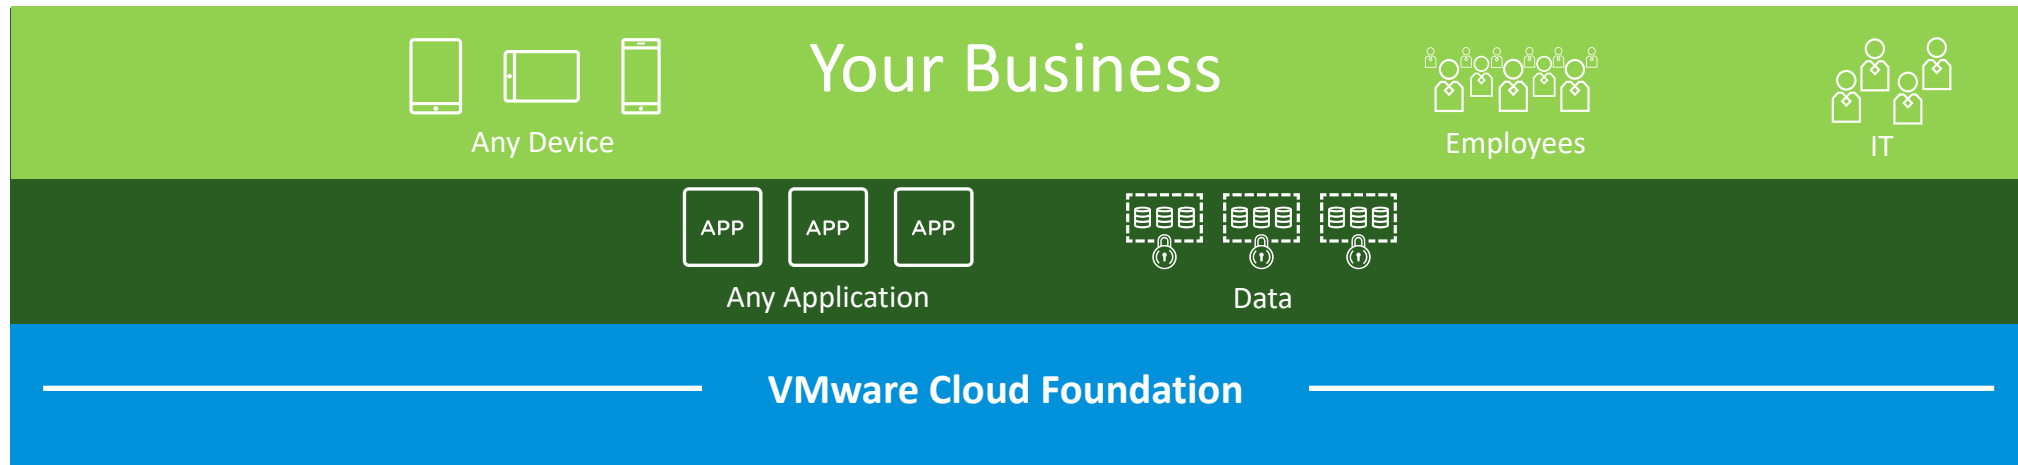 Your Business
Any Device
Employees
IT
APP
APP
APP
Any Application
Data
VMware Cloud Foundation